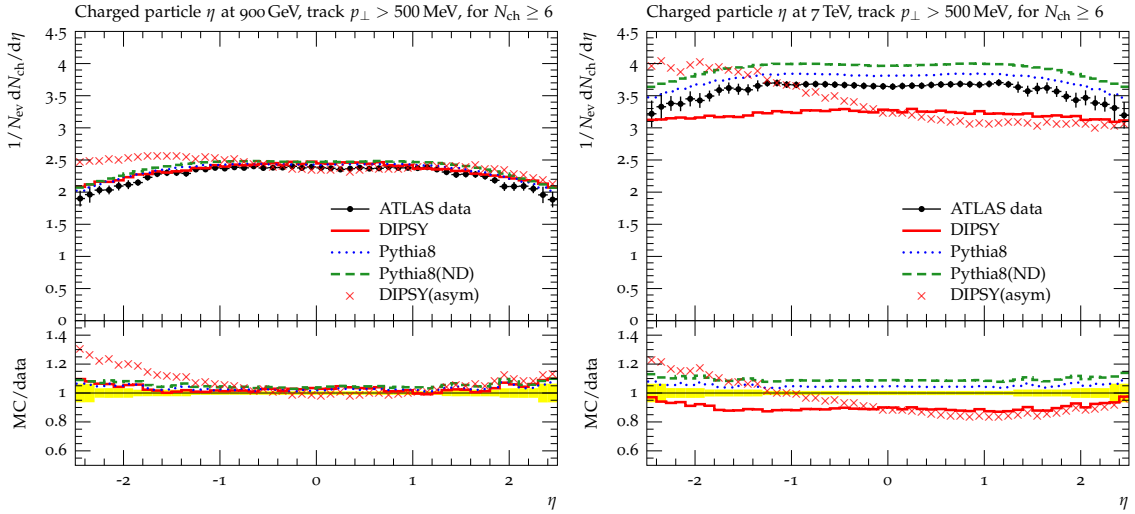 Charged particle η at 900 GeV, track p⊥ > 500 MeV, for Nch ≥ 6
1/Nev dNch/dη
4.5
4
3.5
3
2.5
2
1.5
1
0.5
0
ATLAS data
DIPSY
Pythia8
Pythia8(ND)
DIPSY(asym)
MC/data
1.4
1.2
1
0.8
0.6
-2 -1 0 1 2
η
Charged particle η at 7 TeV, track p⊥ > 500 MeV, for Nch ≥ 6
1/Nev dNch/dη
4.5
4
3.5
3
2.5
2
1.5
1
0.5
0
ATLAS data
DIPSY
Pythia8
Pythia8(ND)
DIPSY(asym)
MC/data
1.4
1.2
1
0.8
0.6
-2 -1 0 1 2
η